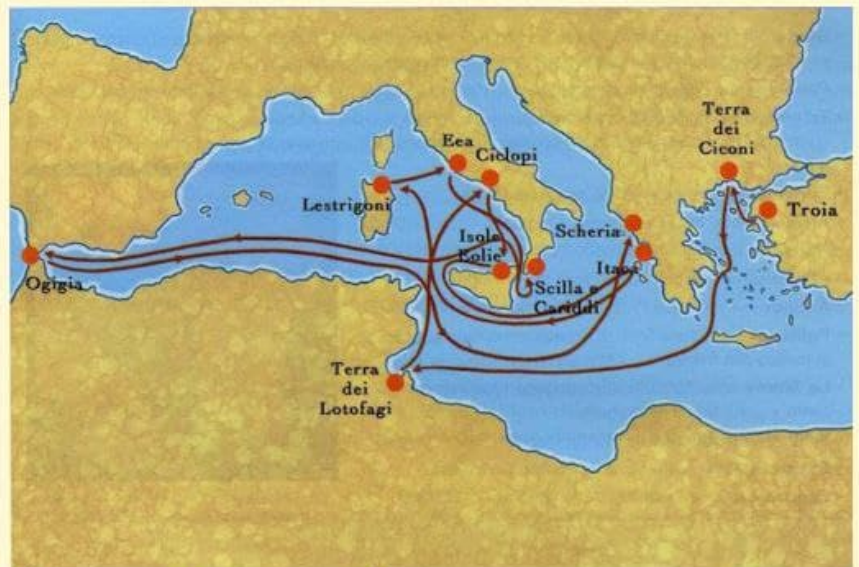 Terra
dei
Ciconi
Eea
Ciclopi
Lestrigoni
Troia
Scheria
Isole
Eolie
Itaca
Ogigia
Scilla e
Cariddi
Terra
dei
Lotofagi